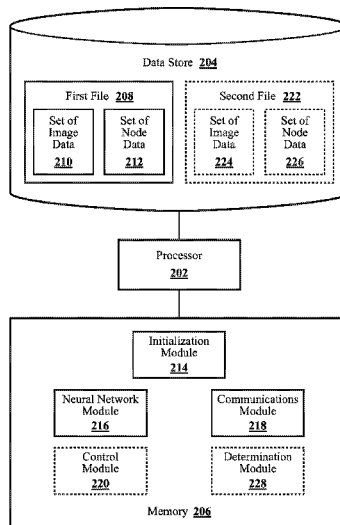 Data Store 204
First File 208
Second File 222
Set of
Image
Data
210
Set of
Node
Data
212
Set of
Image
Data
224
Set of
Node
Data
226
Processor
202
Initialization
Module
214
Neural Network
Module
216
Communications
Module
218
Control
Module
220
Determination
Module
228
Memory 206